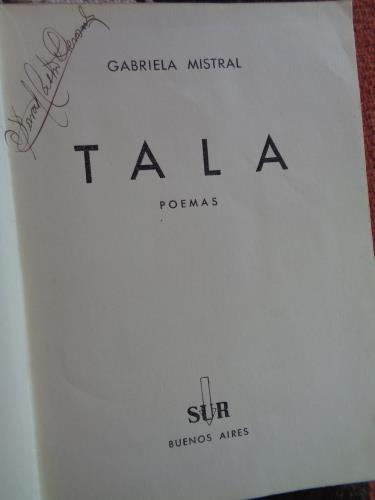 GABRIELA MISTRAL
TALA
POEMAS
SUR
BUENOS AIRES